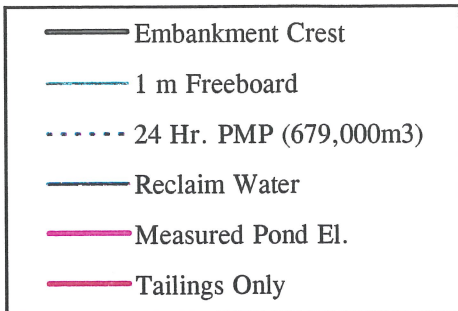 Embankment Crest
1 m Freeboard
24 Hr. PMP (679,000m3)
Reclaim Water
Measured Pond El.
Tailings Only